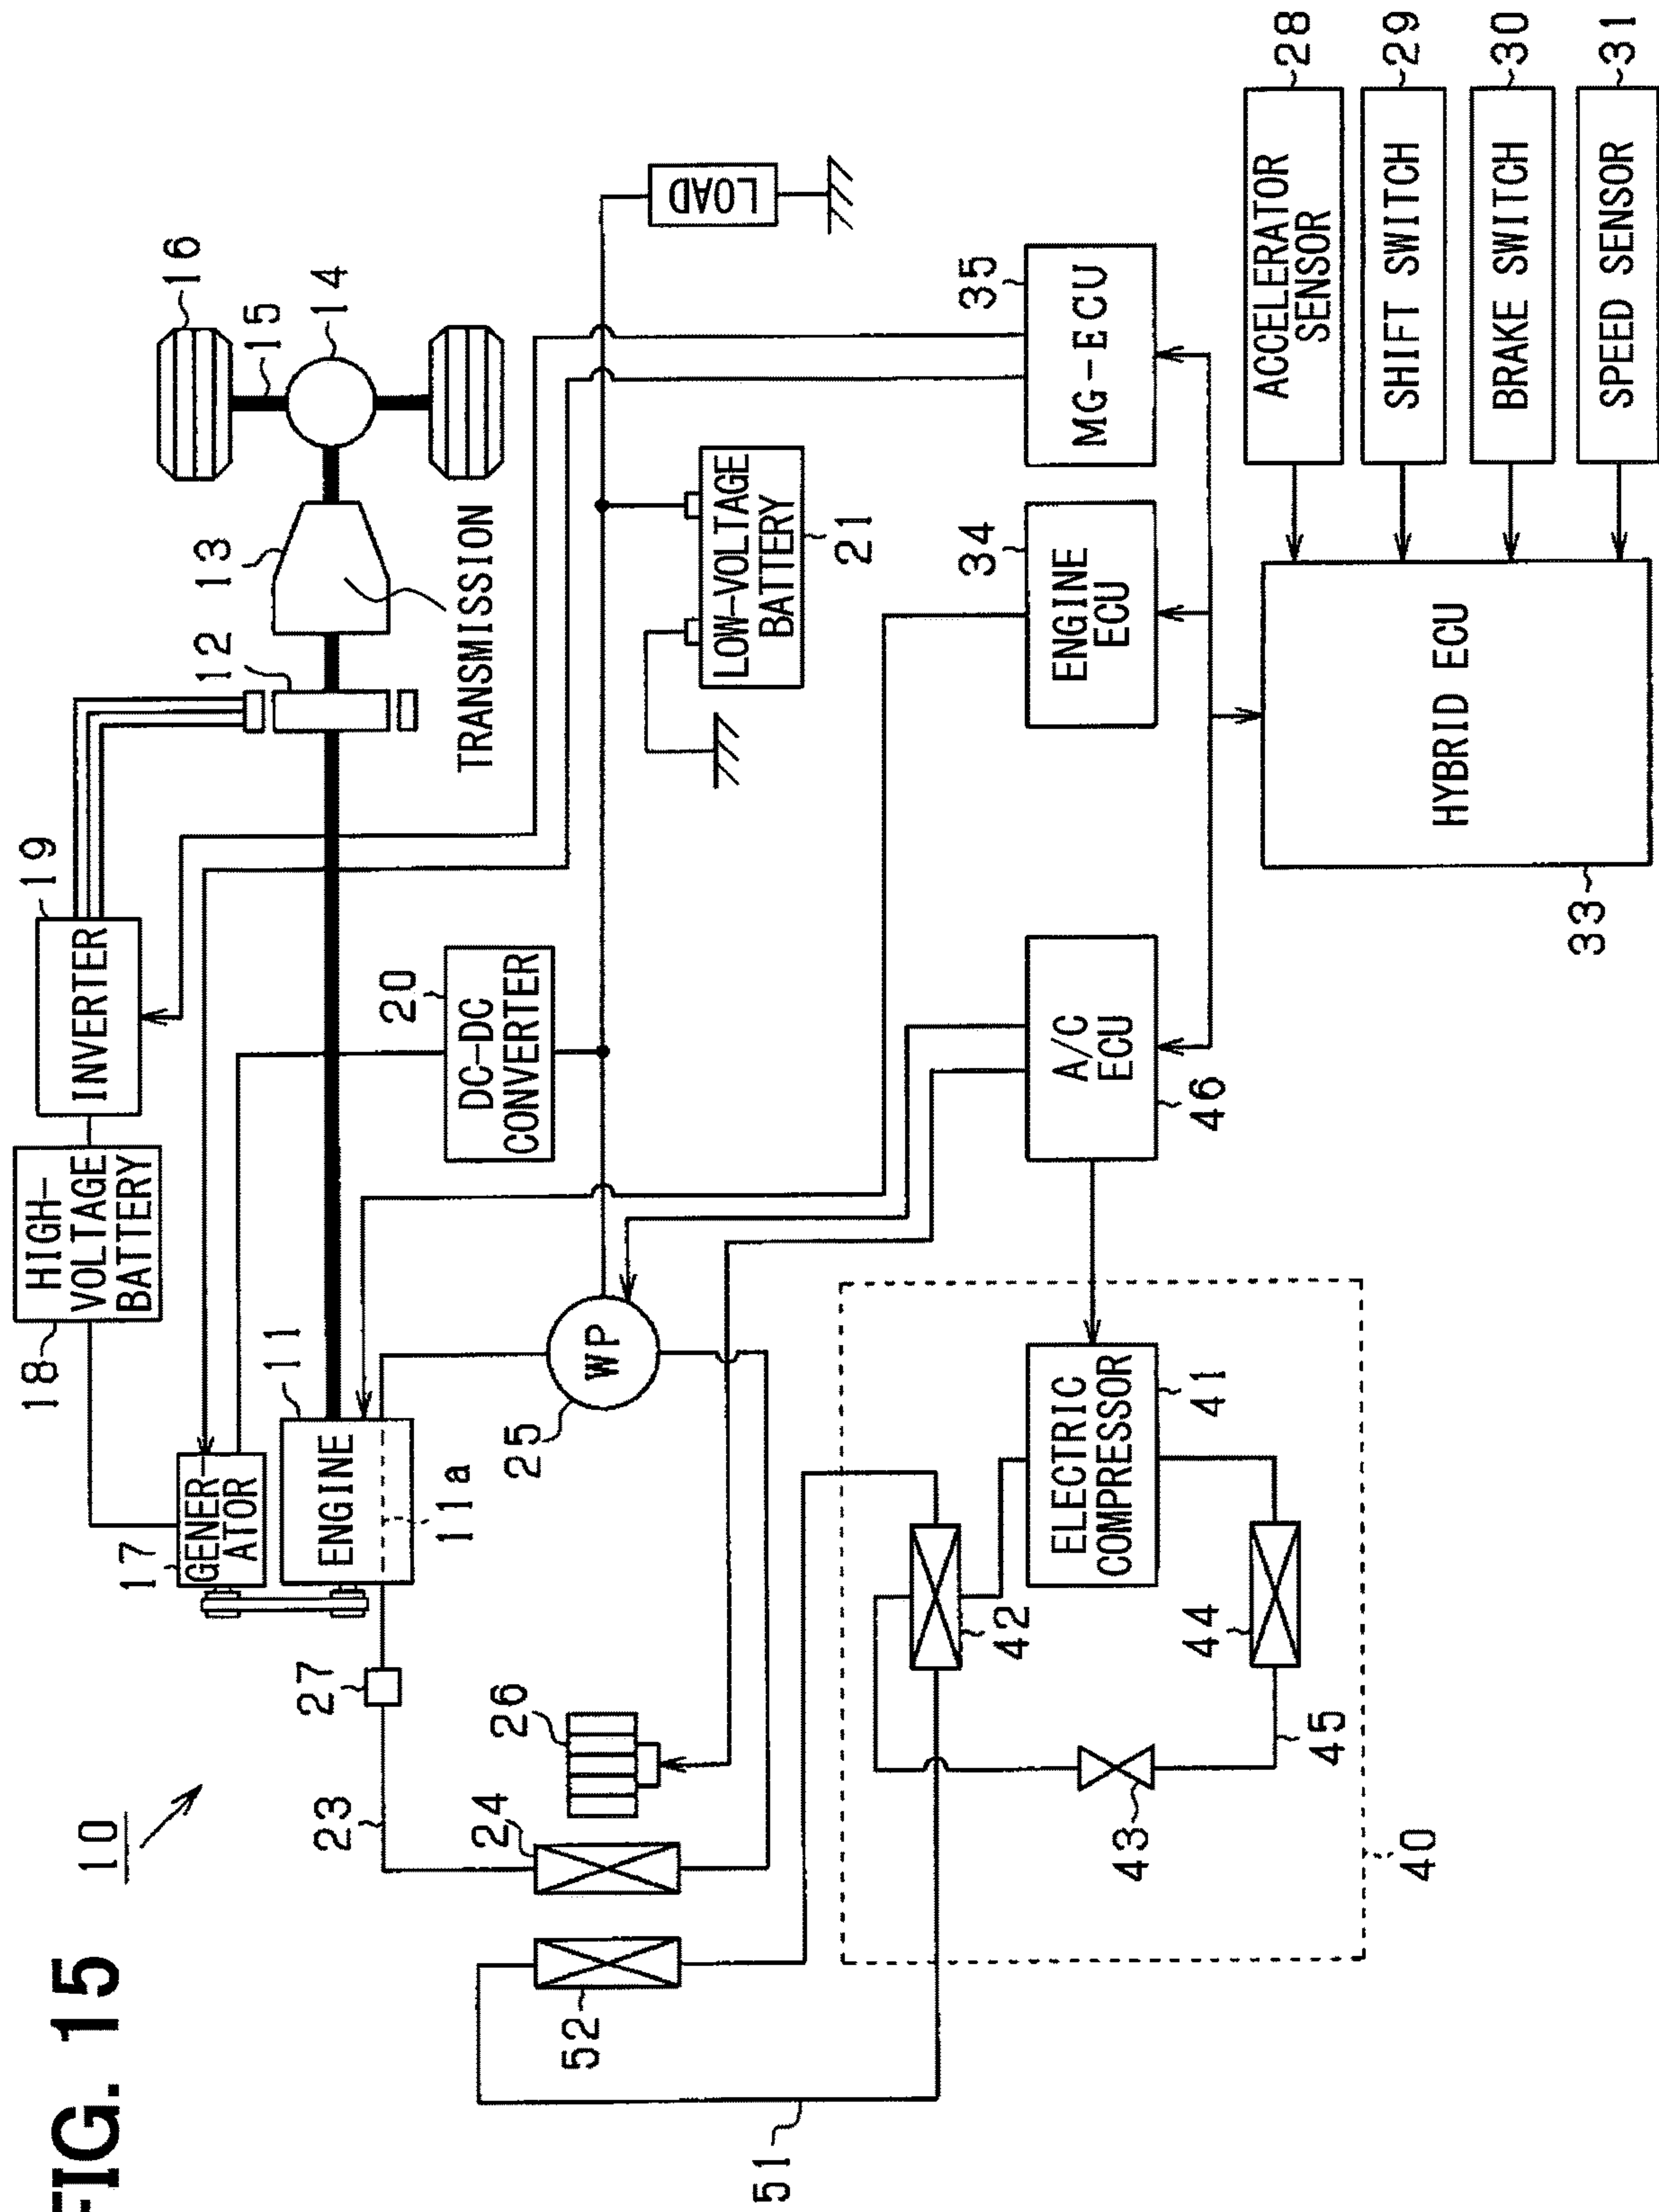 FIG. 15
10
18
HIGH-
VOLTAGE
BATTERY
19
INVERTER
16
15
14
13
12
TRANSMISSION
17
GENER-
ATOR
11
ENGINE
11a
27
23
20
DC-DC
CONVERTER
LOAD
LOW-VOLTAGE
BATTERY
21
25
WP
26
24
52
51
35
MG-ECU
34
ENGINE
ECU
A/C
ECU
46
ELECTRIC
COMPRESSOR
41
42
44
43
45
40
28
ACCELERATOR
SENSOR
29
SHIFT SWITCH
30
BRAKE SWITCH
31
SPEED SENSOR
HYBRID ECU
33